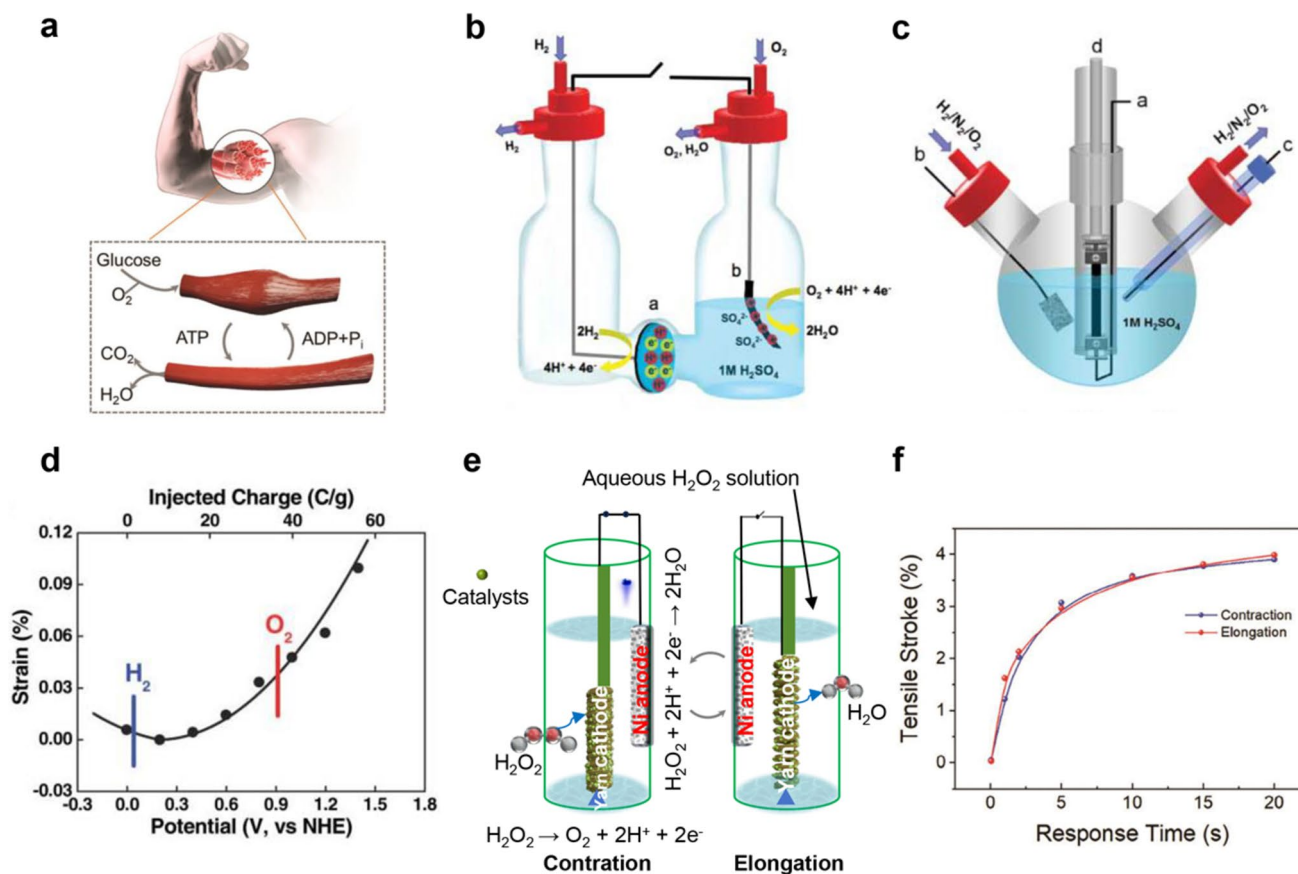 a
Glucose
O₂
ATP
ADP+Pᵢ
CO₂
H₂O
b
H₂
O₂
H₂
O₂, H₂O
a
b
2H₂
4H⁺ + 4e⁻
H⁺
e⁻
SO₄²⁻
SO₄²⁻
O₂ + 4H⁺ + 4e⁻
2H₂O
1M H₂SO₄
c
d
a
b
c
H₂/N₂/O₂
H₂/N₂/O₂
1M H₂SO₄
d
Injected Charge (C/g)
0 20 40 60
Strain (%)
0.12
0.09
0.06
0.03
0.00
-0.03
H₂
O₂
-0.3 0.0 0.3 0.6 0.9 1.2 1.5 1.8
Potential (V, vs NHE)
e
Aqueous H₂O₂ solution
Catalysts
Yarn cathode
Ni anode
H₂O₂ + 2H⁺ + 2e⁻ → 2H₂O
Ni anode
Yarn cathode
H₂O₂
H₂O
H₂O₂ → O₂ + 2H⁺ + 2e⁻
Contration
Elongation
f
Tensile Stroke (%)
4
3
2
1
0
Contraction
Elongation
0 5 10 15 20
Response Time (s)